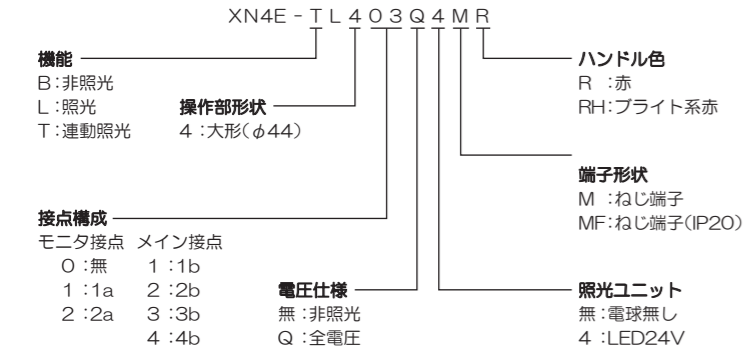 XN4E-TL403Q4MR
機能
B:非照光
L:照光
T:連動照光
操作部形状
4:大形(φ44)
接点構成
モニタ接点 メイン接点
0:無 1:1b
1:1a 2:2b
2:2a 3:3b
4:4b
電圧仕様
無:非照光
Q:全電圧
ハンドル色
R :赤
RH:ブライト系赤
端子形状
M :ねじ端子
MF:ねじ端子(IP20)
照光ユニット
無:電球無し
4:LED24V